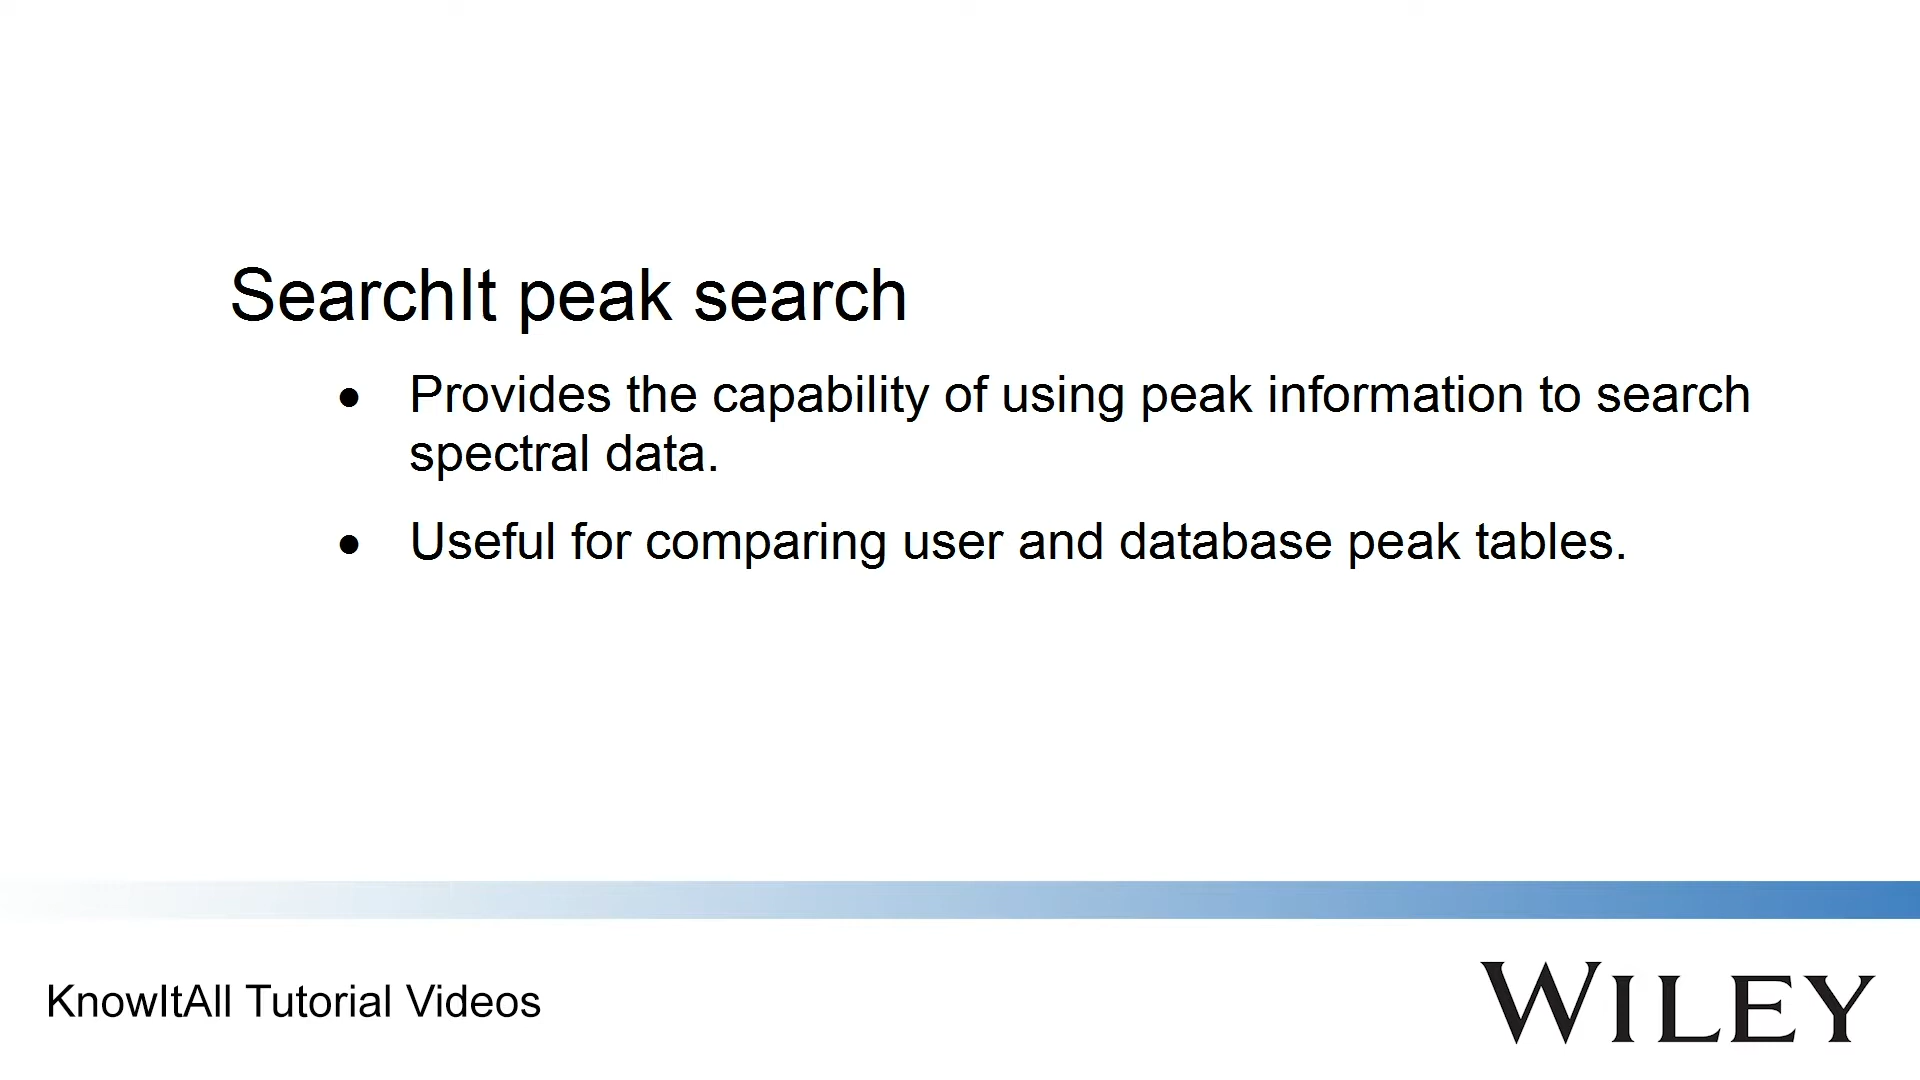 SearchIt peak search
● Provides the capability of using peak information to search
spectral data.
● Useful for comparing user and database peak tables.
KnowItAll Tutorial Videos
WILEY